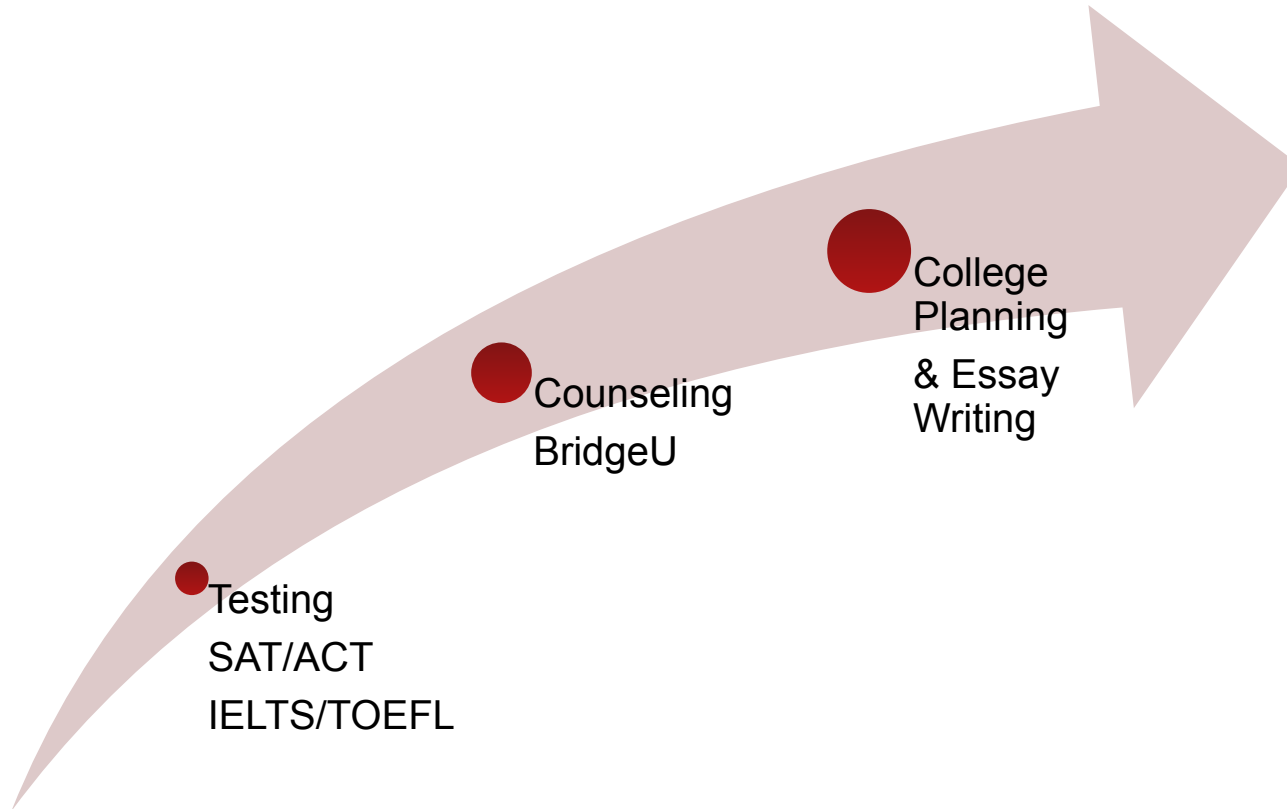 Testing
SAT/ACT
IELTS/TOEFL
Counseling
BridgeU
College
Planning
& Essay
Writing